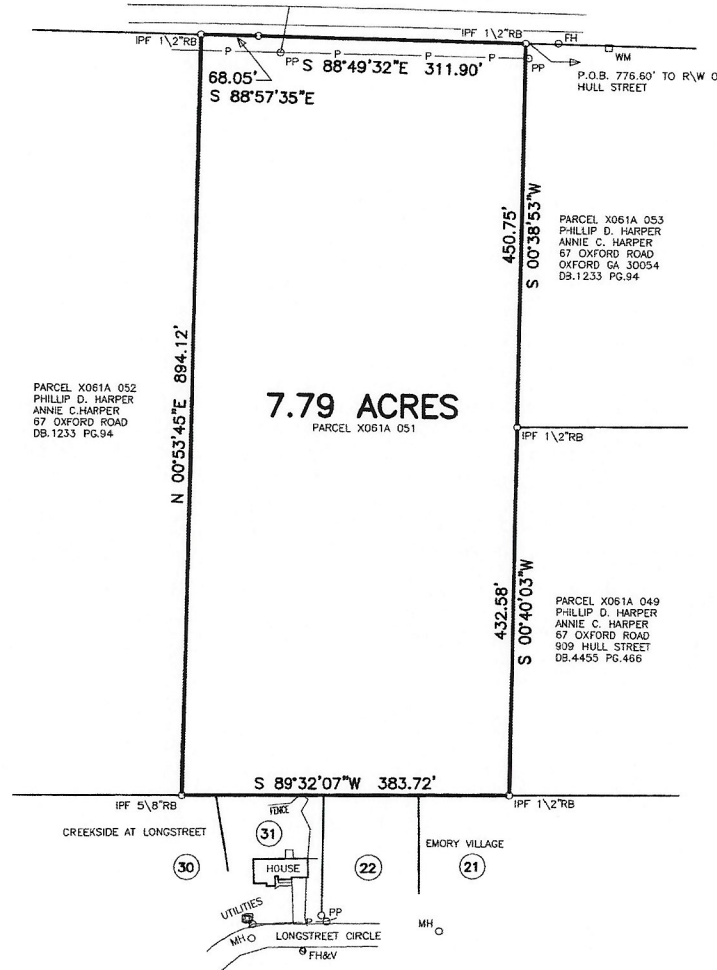 IPF 1\2"RB
IPF 1\2"RB
FH
WM
P
PP
P
P
P
PP
S 88°49'32"E 311.90'
68.05'
S 88°57'35"E
P.O.B. 776.60' TO R\W O
HULL STREET
450.75'
S 00°38'53"W
PARCEL X061A 053
PHILLIP D. HARPER
ANNIE C. HARPER
67 OXFORD ROAD
OXFORD GA 30054
DB.1233 PG.94
N 00°53'45"E 894.12'
PARCEL X061A 052
PHILLIP D. HARPER
ANNIE C.HARPER
67 OXFORD ROAD
DB.1233 PG.94
7.79 ACRES
PARCEL X061A 051
IPF 1\2"RB
432.58'
S 00°40'03"W
PARCEL X061A 049
PHILLIP D. HARPER
ANNIE C. HARPER
67 OXFORD ROAD
909 HULL STREET
DB.4455 PG.466
S 89°32'07"W 383.72'
IPF 5\8"RB
IPF 1\2"RB
FENCE
CREEKSIDE AT LONGSTREET
31
EMORY VILLAGE
30
HOUSE
22
21
UTILITIES
PP
P
MH
LONGSTREET CIRCLE
MH
FH&V